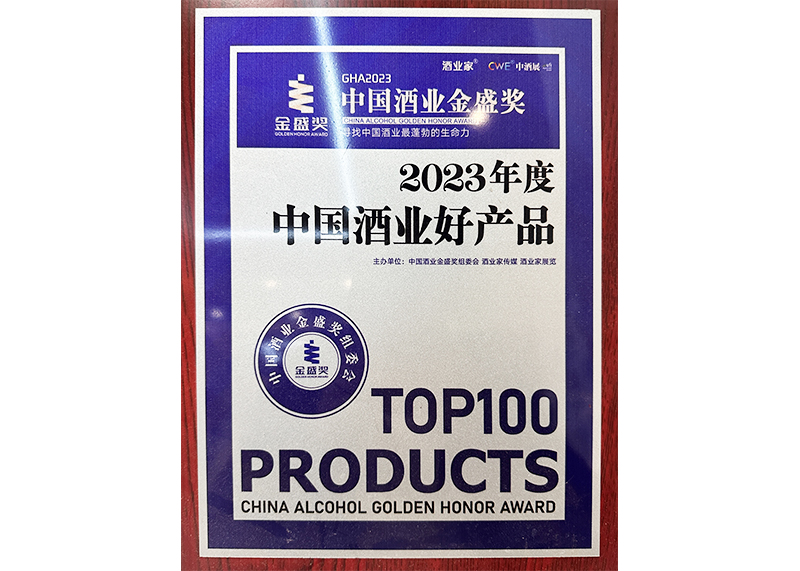 酒业家® CWE® 中酒展
GHA2023
中国酒业金盛奖
CHINA ALCOHOL GOLDEN HONOR AWARD
寻找中国酒业最蓬勃的生命力
金盛奖
GOLDEN HONOR AWARD
2023年度
中国酒业好产品
主办单位：中国酒业金盛奖组委会 酒业家传媒 酒业家展览
中国酒业金盛奖组委会
金盛奖
GOLDEN HONOR AWARD
TOP100
PRODUCTS
CHINA ALCOHOL GOLDEN HONOR AWARD